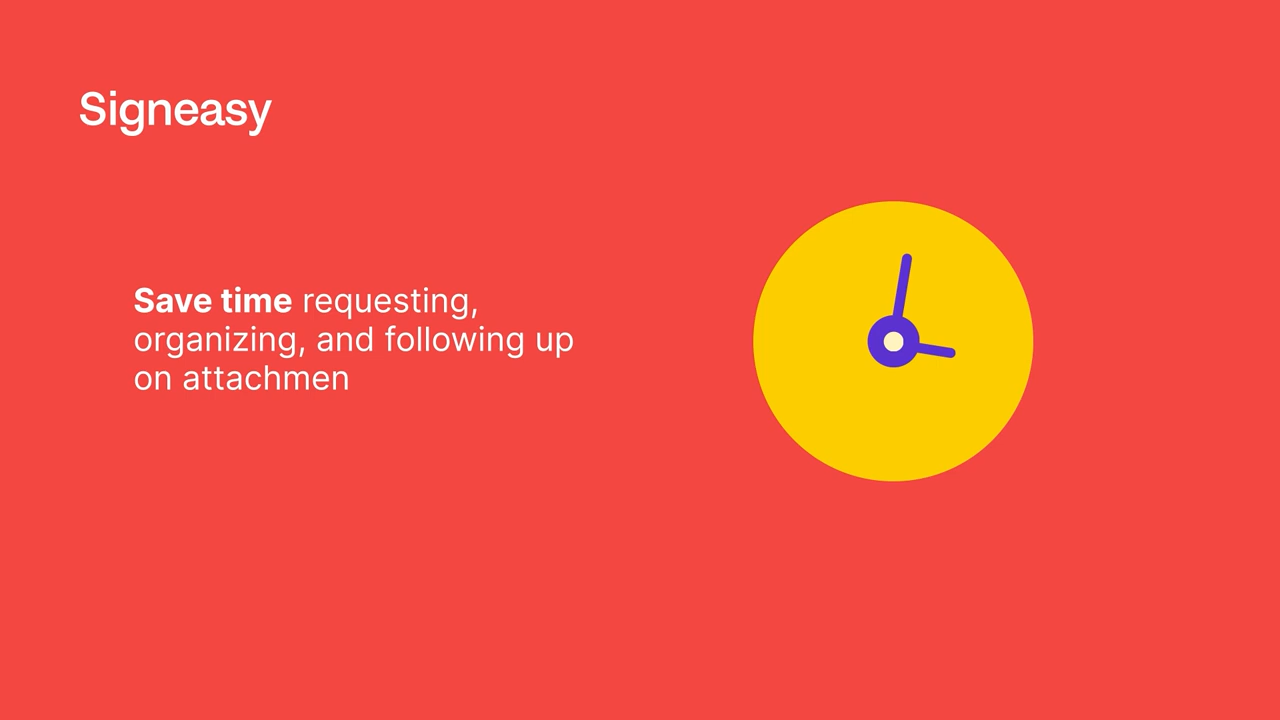 Signeasy
Save time requesting,
organizing, and following up
on attachmen